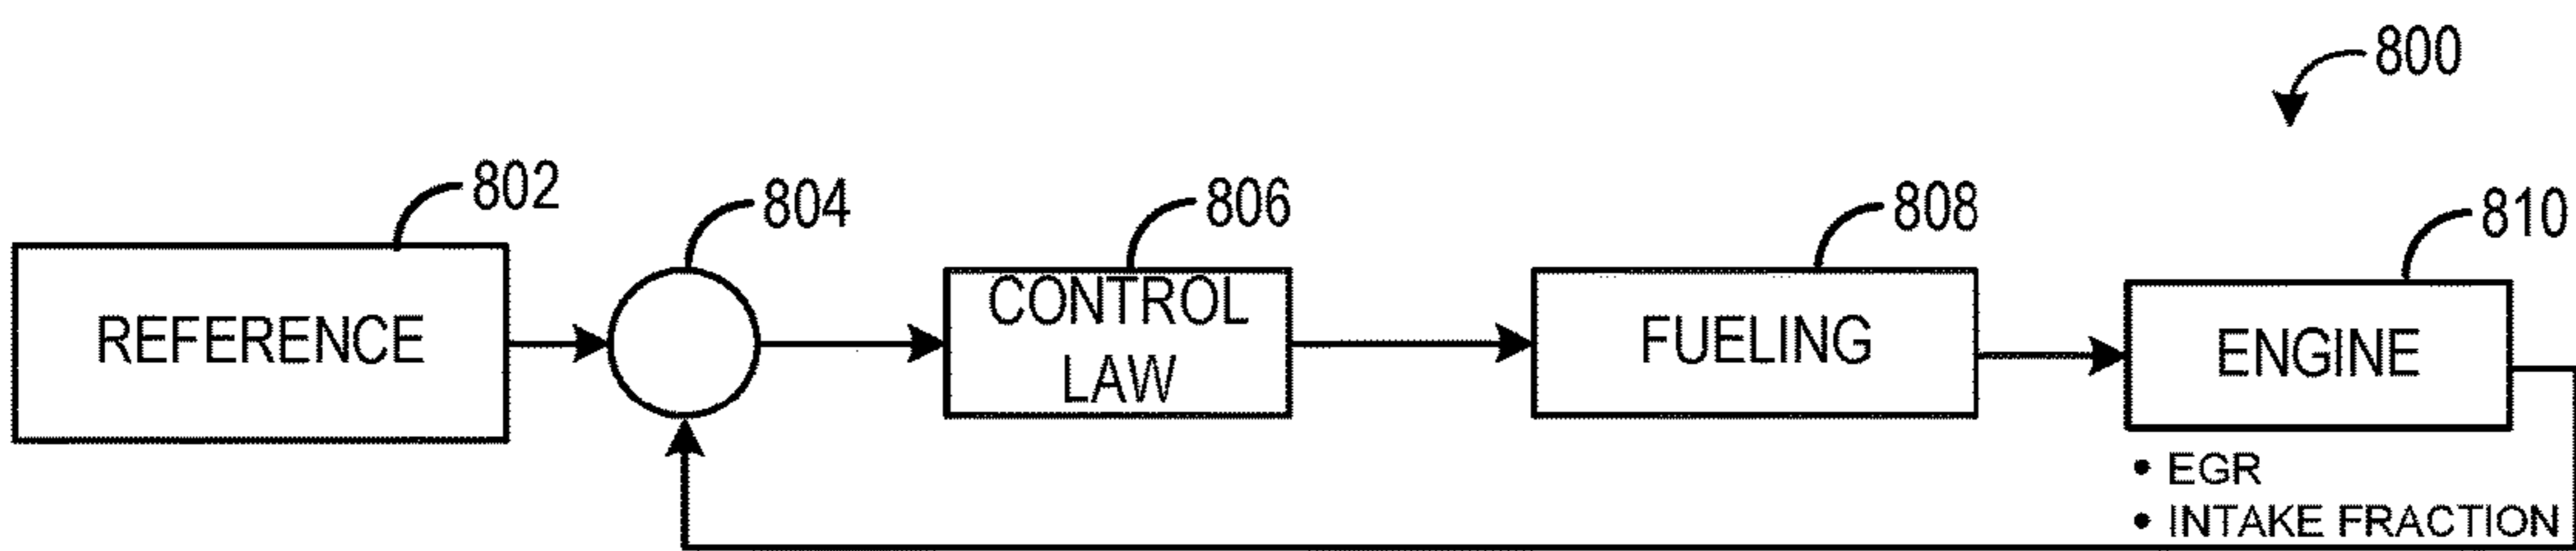 800
802
804
806
808
810
REFERENCE
CONTROL
LAW
FUELING
ENGINE
• EGR
• INTAKE FRACTION